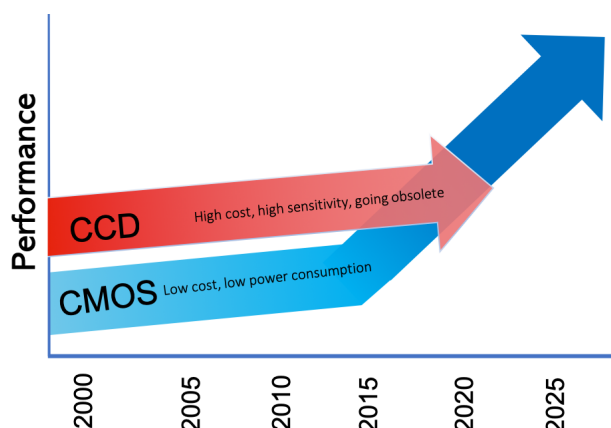 Performance
CCD
High cost, high sensitivity, going obsolete
CMOS
Low cost, low power consumption
2000
2005
2010
2015
2020
2025